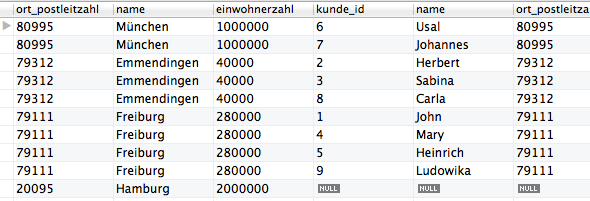 ort_postleitzahl name einwohnerzahl kunde_id name ort_postleitza
80995 München 1000000 6 Usal 80995
80995 München 1000000 7 Johannes 80995
79312 Emmendingen 40000 2 Herbert 79312
79312 Emmendingen 40000 3 Sabina 79312
79312 Emmendingen 40000 8 Carla 79312
79111 Freiburg 280000 1 John 79111
79111 Freiburg 280000 4 Mary 79111
79111 Freiburg 280000 5 Heinrich 79111
79111 Freiburg 280000 9 Ludowika 79111
20095 Hamburg 2000000 NULL NULL NULL